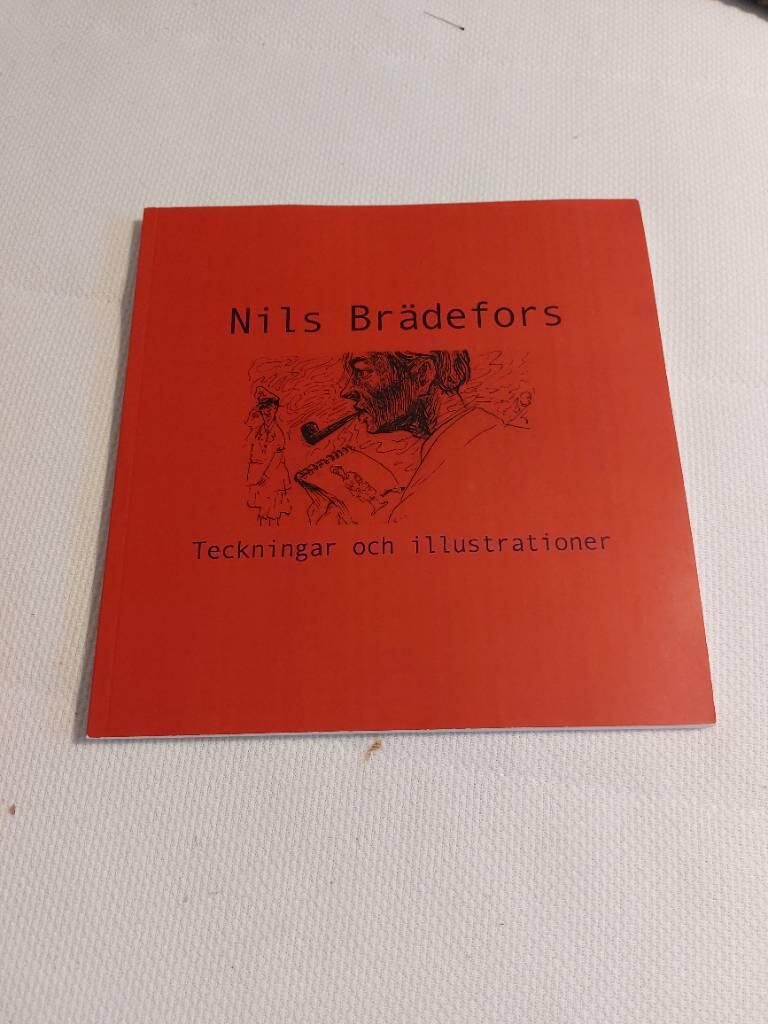 Nils Brädefors
Teckningar och illustrationer